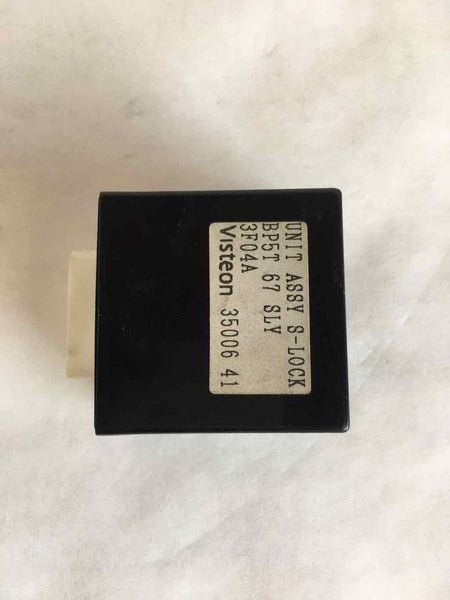 UNIT ASSY S-LOCK
BP5T 67 SLY
3F04A
Visteon 35006 41